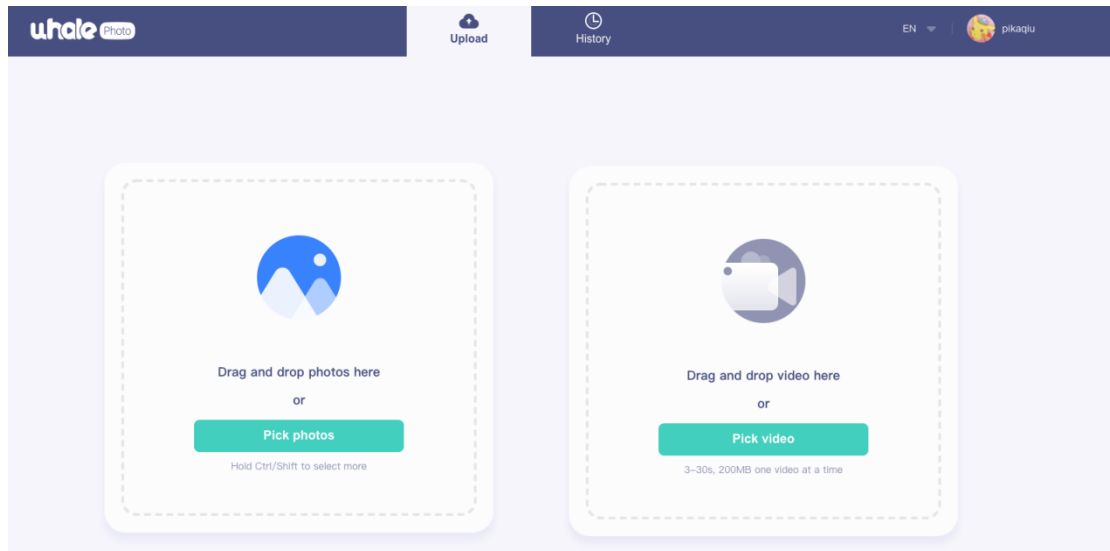 whale Photo
Upload
History
EN
pikaqiu
Drag and drop photos here
or
Pick photos
Hold Ctrl/Shift to select more
Drag and drop video here
or
Pick video
3–30s, 200MB one video at a time